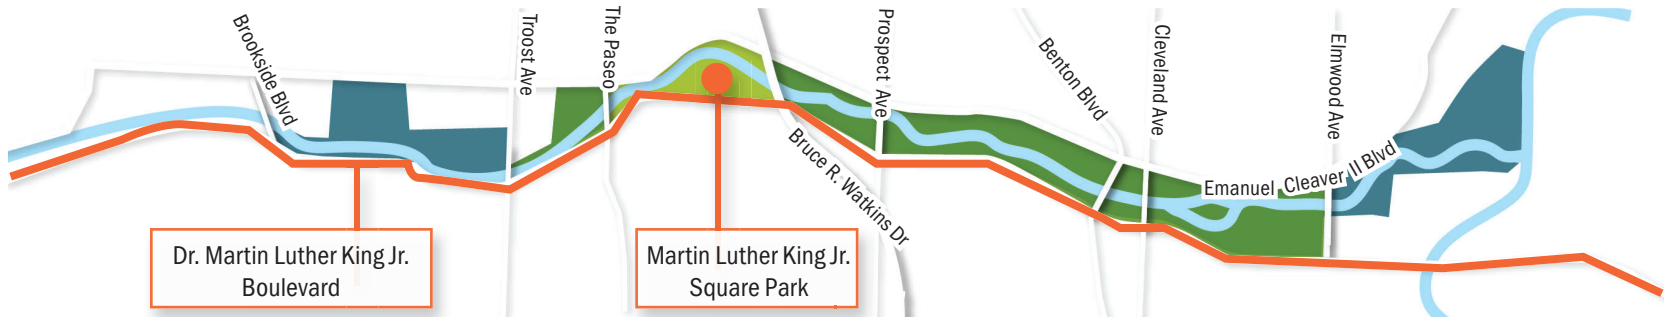 Brookside Blvd
Troost Ave
The Paseo
Prospect Ave
Benton Blvd
Cleveland Ave
Elmwood Ave
Bruce R. Watkins Dr
Emanuel Cleaver II Blvd
Dr. Martin Luther King Jr.
Boulevard
Martin Luther King Jr.
Square Park